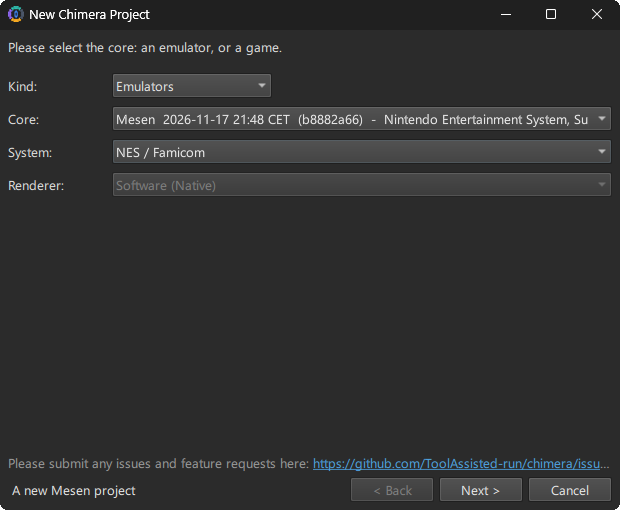 New Chimera Project
Please select the core: an emulator, or a game.
Kind: Emulators
Core: Mesen 2026-11-17 21:48 CET (b8882a66) - Nintendo Entertainment System, Su
System: NES / Famicom
Renderer: Software (Native)
Please submit any issues and feature requests here: https://github.com/ToolAssisted-run/chimera/issu...
A new Mesen project
< Back
Next >
Cancel